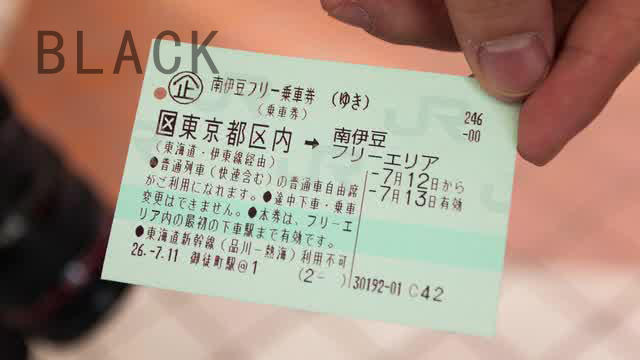 BLACK
企 南伊豆フリー乗車券 (ゆき)
(乗車券)
246
-00
区 東京都区内 → 南伊豆
フリーエリア
(東海道・伊東線経由)
-7月12日から
-7月13日有効
●普通列車(快速含む)の普通車自由席
がご利用になれます。●途中下車・乗車
変更はできません。●本券は、フリーエ
リア内の最初の下車駅まで有効です。
●東海道新幹線(品川ー熱海)利用不可
26.-7.11 御徒町駅@1 (2- ) 30192-01 C42